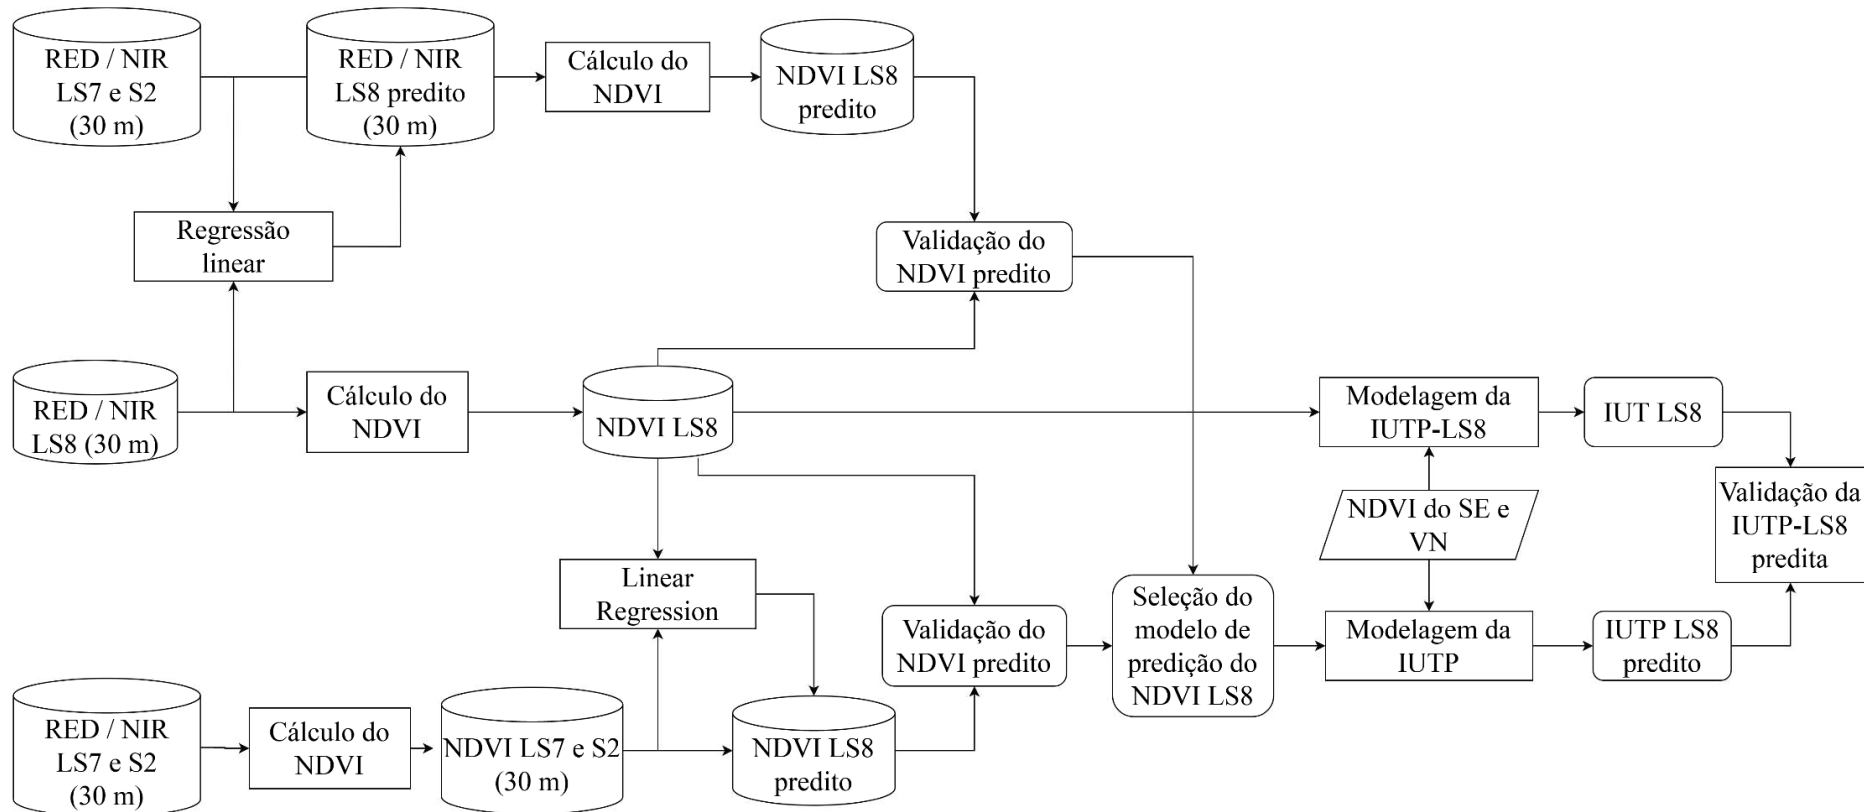 RED / NIR
LS7 e S2
(30 m)
RED / NIR
LS8 predito
(30 m)
Cálculo do
NDVI
NDVI LS8
predito
Regressão
linear
Validação do
NDVI predito
RED / NIR
LS8 (30 m)
Cálculo do
NDVI
NDVI LS8
Modelagem da
IUTP-LS8
IUT LS8
NDVI do SE e
VN
Validação da
IUTP-LS8
predita
Linear
Regression
Validação do
NDVI predito
Seleção do
modelo de
predição do
NDVI LS8
Modelagem da
IUTP
IUTP LS8
predito
RED / NIR
LS7 e S2
(30 m)
Cálculo do
NDVI
NDVI LS7 e S2
(30 m)
NDVI LS8
predito